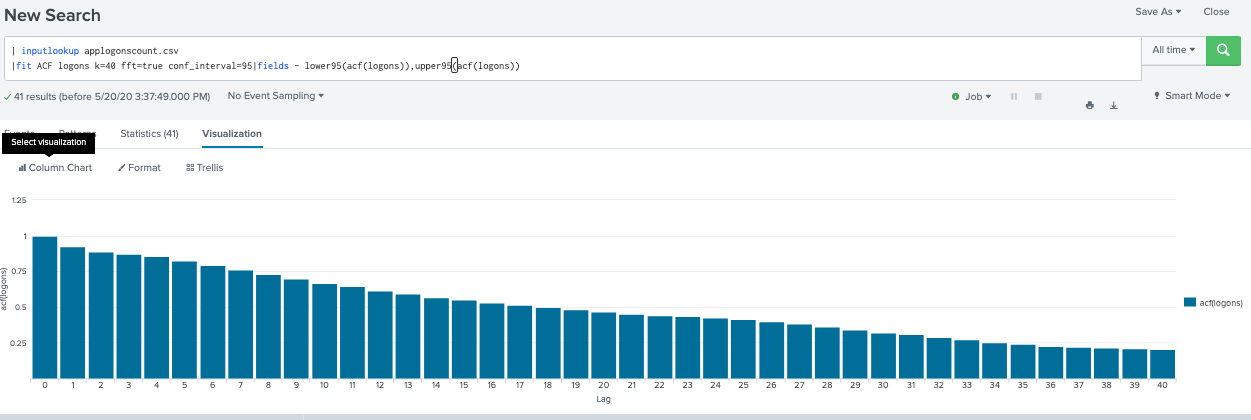 New Search
Save As ▾ Close
| inputlookup applogonscount.csv
|fit ACF logons k=40 fft=true conf_interval=95|fields - lower95(acf(logons)),upper95(acf(logons))
All time ▾
✓ 41 results (before 5/20/20 3:37:49.000 PM) No Event Sampling ▾
Job ▾ Smart Mode ▾
Events Patterns Statistics (41) Visualization
Select visualization
Column Chart Format Trellis
1.25
1
0.75
0.5
0.25
acf(logons)
acf(logons)
0 1 2 3 4 5 6 7 8 9 10 11 12 13 14 15 16 17 18 19 20 21 22 23 24 25 26 27 28 29 30 31 32 33 34 35 36 37 38 39 40
Lag